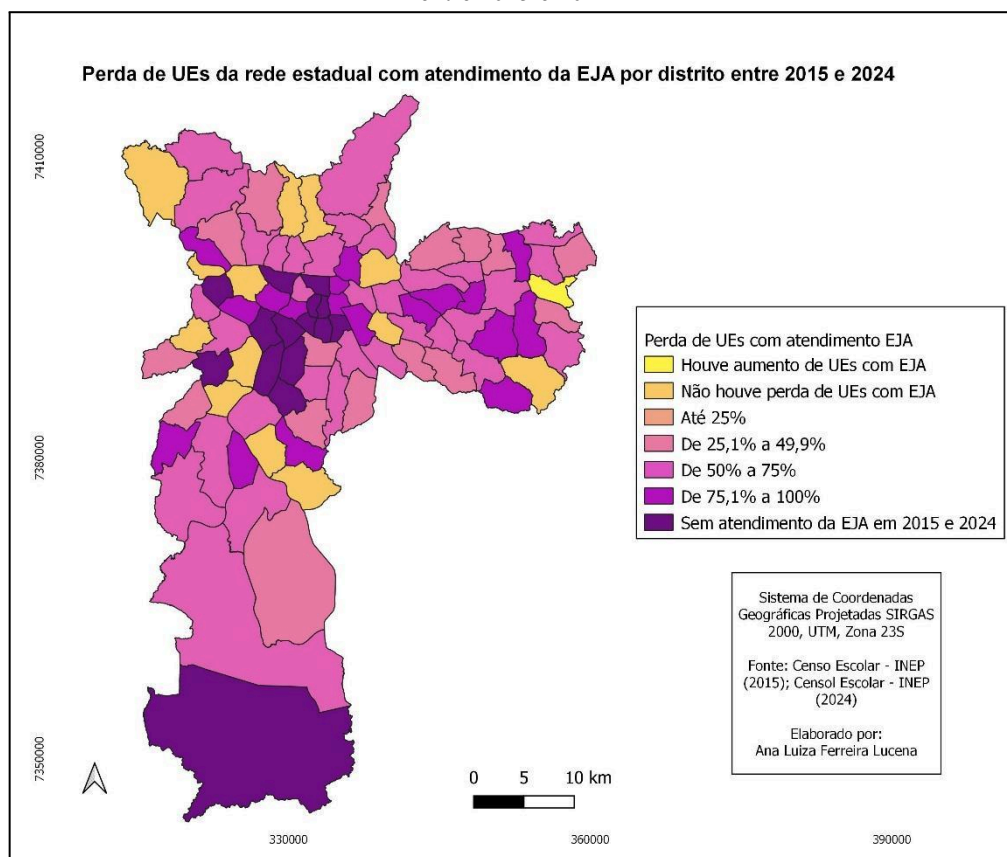 Perda de UEs da rede estadual com atendimento da EJA por distrito entre 2015 e 2024
7410000
7380000
7350000
Perda de UEs com atendimento EJA
Houve aumento de UEs com EJA
Não houve perda de UEs com EJA
Até 25%
De 25,1% a 49,9%
De 50% a 75%
De 75,1% a 100%
Sem atendimento da EJA em 2015 e 2024
Sistema de Coordenadas
Geográficas Projetadas SIRGAS
2000, UTM, Zona 23S
Fonte: Censo Escolar - INEP
(2015); Censol Escolar - INEP
(2024)
Elaborado por:
Ana Luiza Ferreira Lucena
0 5 10 km
330000 360000 390000